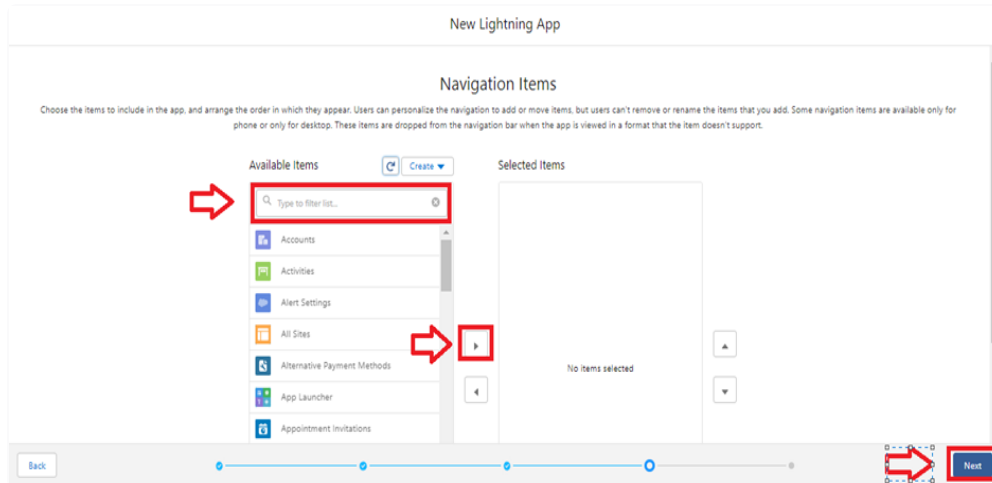 New Lightning App
Navigation Items
Choose the items to include in the app, and arrange the order in which they appear. Users can personalize the navigation to add or move items, but users can't remove or rename the items that you add. Some navigation items are available only for
phone or only for desktop. These items are dropped from the navigation bar when the app is viewed in a format that the item doesn't support.
Available Items
Create
Selected Items
Type to filter list...
Accounts
Activities
Alert Settings
All Sites
Alternative Payment Methods
App Launcher
Appointment Invitations
No items selected
Back
Next